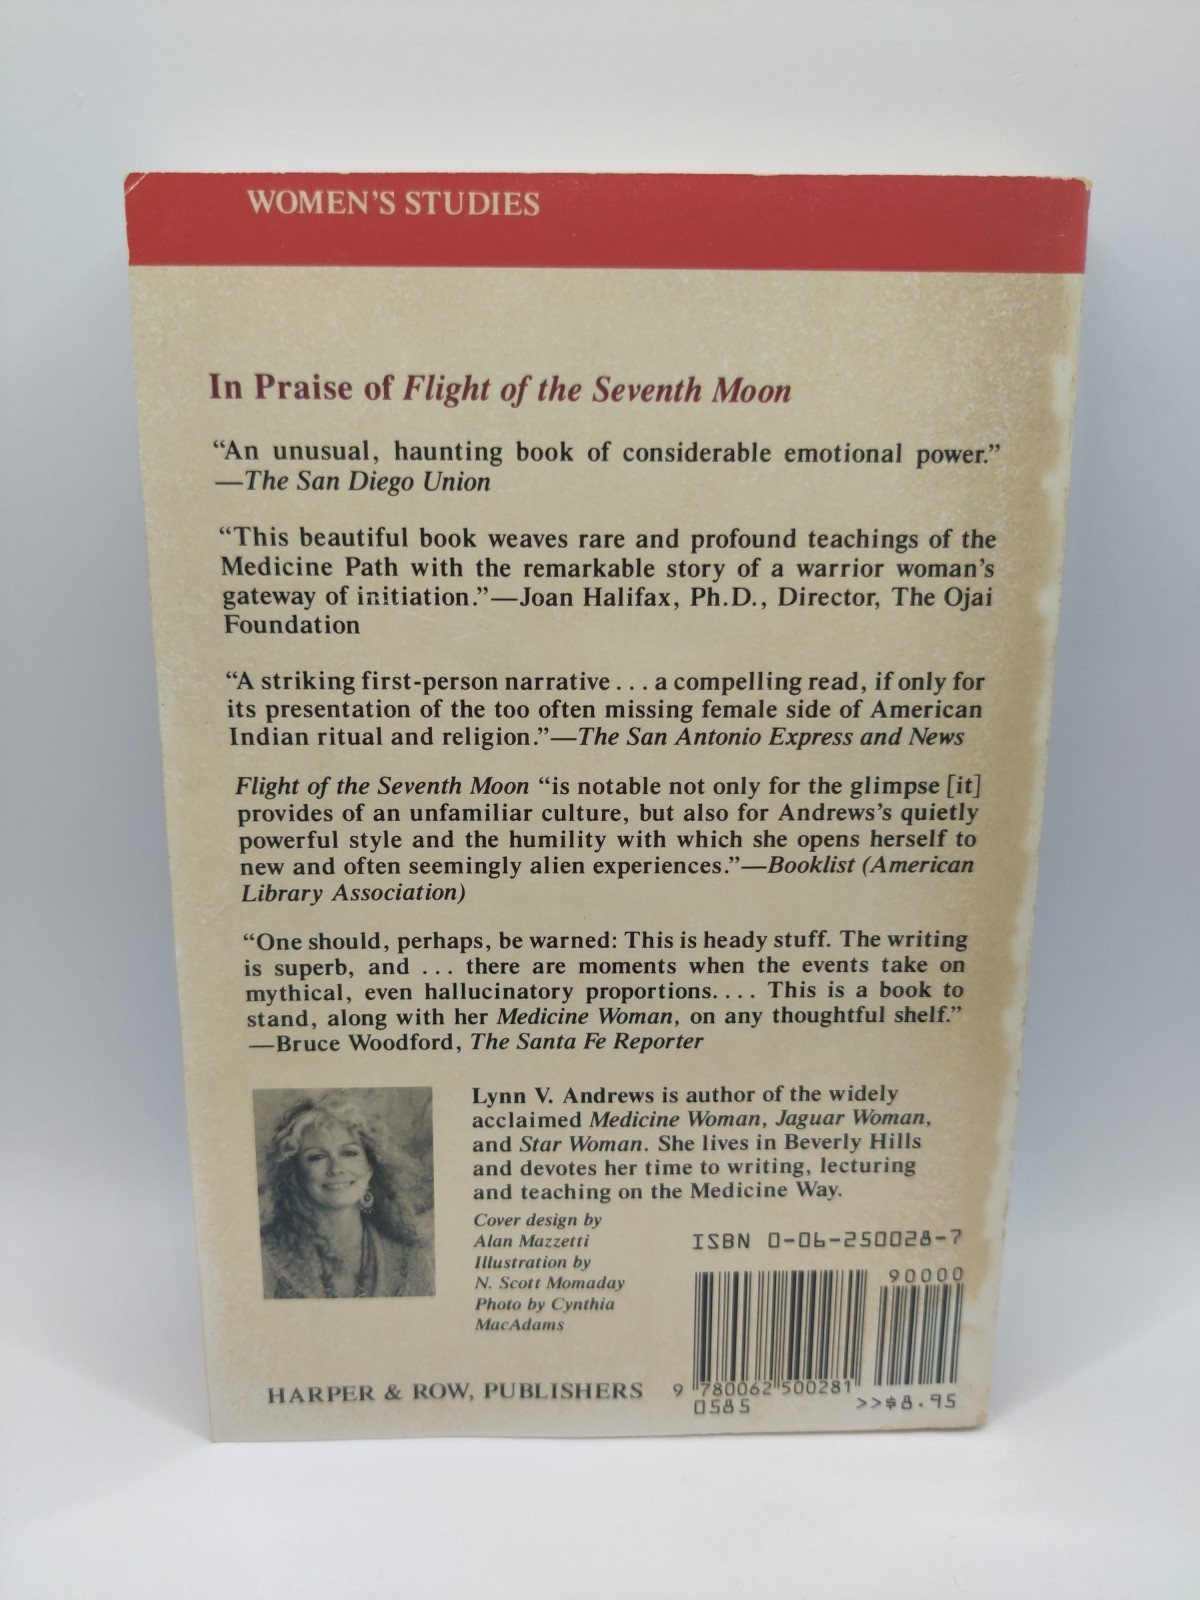 WOMEN'S STUDIES
In Praise of Flight of the Seventh Moon
“An unusual, haunting book of considerable emotional power.”
—The San Diego Union
“This beautiful book weaves rare and profound teachings of the
Medicine Path with the remarkable story of a warrior woman's
gateway of initiation.”—Joan Halifax, Ph.D., Director, The Ojai
Foundation
“A striking first-person narrative . . . a compelling read, if only for
its presentation of the too often missing female side of American
Indian ritual and religion.”—The San Antonio Express and News
Flight of the Seventh Moon “is notable not only for the glimpse [it]
provides of an unfamiliar culture, but also for Andrews's quietly
powerful style and the humility with which she opens herself to
new and often seemingly alien experiences.”—Booklist (American
Library Association)
“One should, perhaps, be warned: This is heady stuff. The writing
is superb, and . . . there are moments when the events take on
mythical, even hallucinatory proportions. . . . This is a book to
stand, along with her Medicine Woman, on any thoughtful shelf.”
—Bruce Woodford, The Santa Fe Reporter
Lynn V. Andrews is author of the widely
acclaimed Medicine Woman, Jaguar Woman,
and Star Woman. She lives in Beverly Hills
and devotes her time to writing, lecturing
and teaching on the Medicine Way.
Cover design by
Alan Mazzetti
Illustration by
N. Scott Momaday
Photo by Cynthia
MacAdams
ISBN 0-06-250028-7
90000
9 780062 500281
0585 >>$8.95
HARPER & ROW, PUBLISHERS